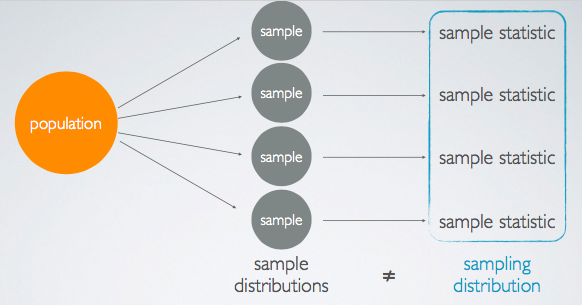 sample
sample statistic
sample
sample statistic
population
sample
sample statistic
sample
sample statistic
sample
distributions
≠
sampling
distribution